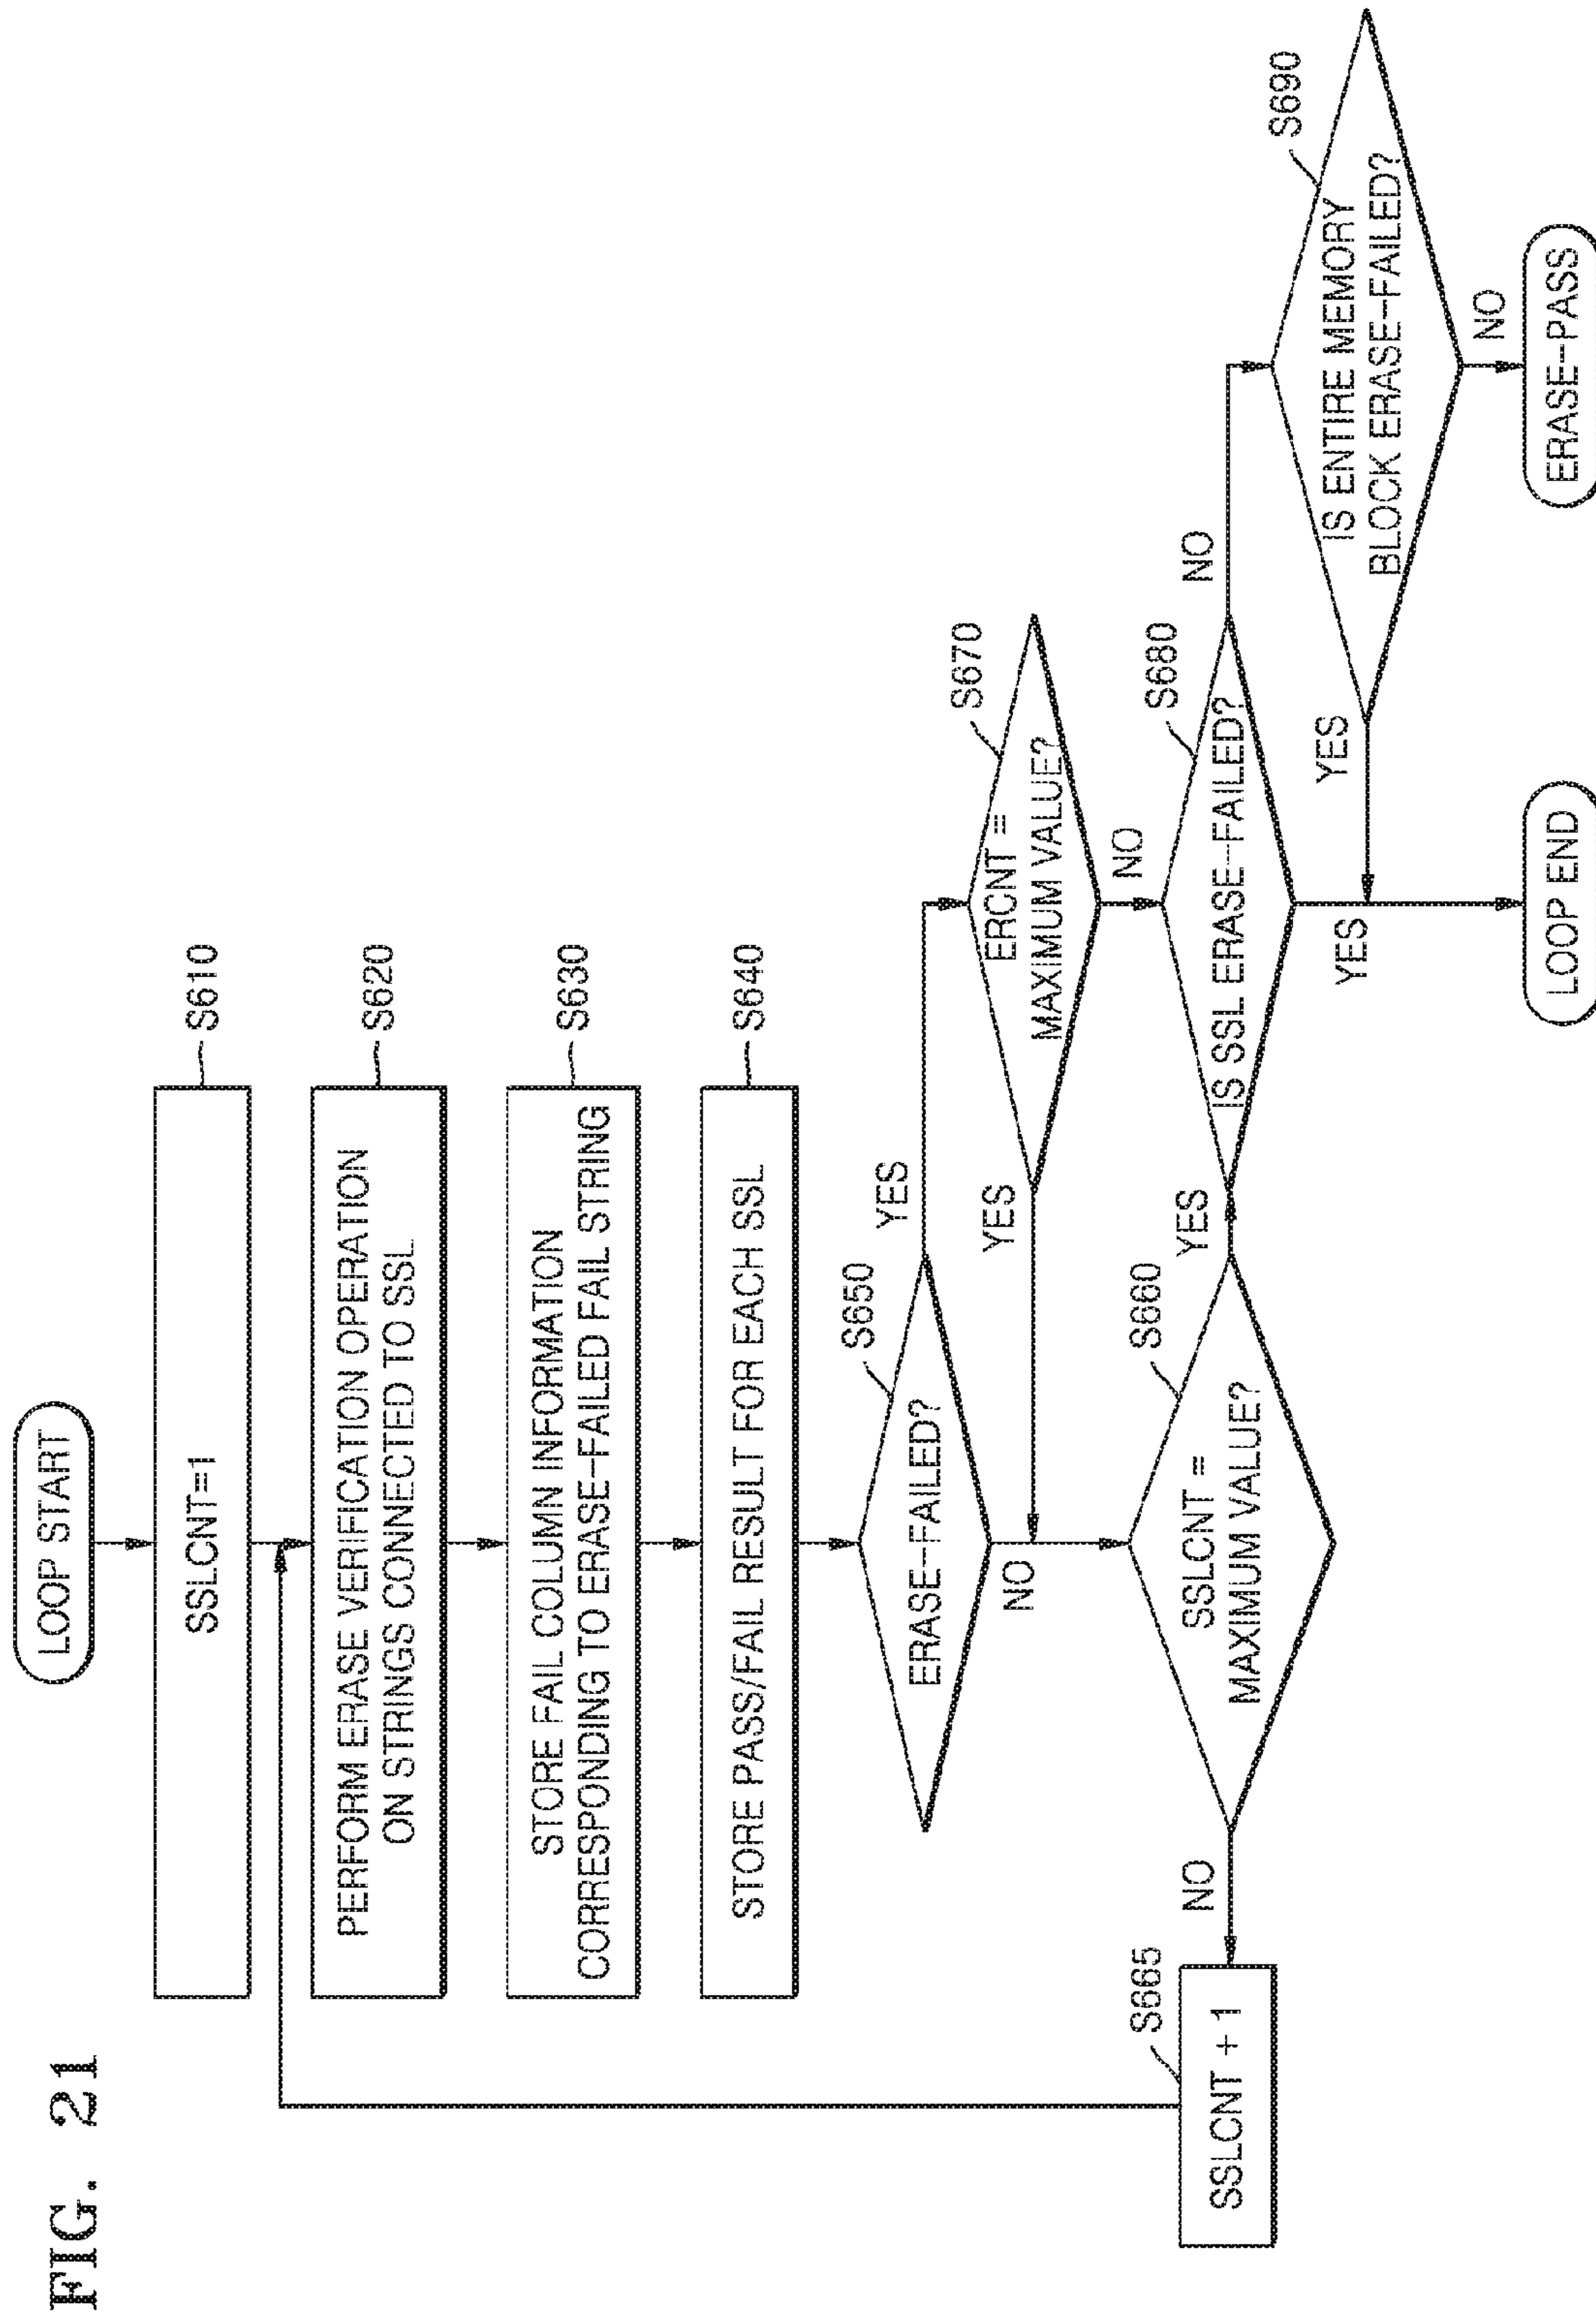 FIG. 21
LOOP START
SSLCNT=1
S610
PERFORM ERASE VERIFICATION OPERATION
ON STRINGS CONNECTED TO SSL
S620
STORE FAIL COLUMN INFORMATION
CORRESPONDING TO ERASE-FAILED FAIL STRING
S630
STORE PASS/FAIL RESULT FOR EACH SSL
S640
S650
ERASE-FAILED?
YES
NO
S670
ERCNT =
MAXIMUM VALUE?
YES
NO
S660
SSLCNT =
MAXIMUM VALUE?
NO
YES
S665
SSLCNT + 1
S680
IS SSL ERASE-FAILED?
NO
YES
S690
IS ENTIRE MEMORY
BLOCK ERASE-FAILED?
YES
NO
LOOP END
ERASE-PASS